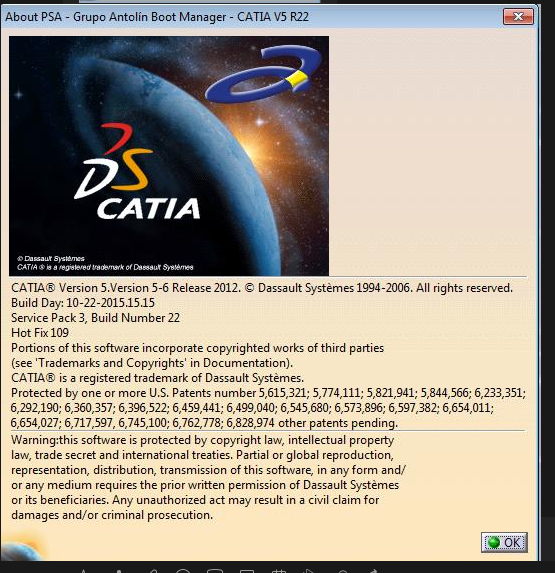 About PSA - Grupo Antolín Boot Manager - CATIA V5 R22
DS
CATIA
© Dassault Systèmes
CATIA ® is a registered trademark of Dassault Systèmes
CATIA® Version 5.Version 5-6 Release 2012. © Dassault Systèmes 1994-2006. All rights reserved.
Build Day: 10-22-2015.15.15
Service Pack 3, Build Number 22
Hot Fix 109
Portions of this software incorporate copyrighted works of third parties
(see 'Trademarks and Copyrights' in Documentation).
CATIA® is a registered trademark of Dassault Systèmes.
Protected by one or more U.S. Patents number 5,615,321; 5,774,111; 5,821,941; 5,844,566; 6,233,351;
6,292,190; 6,360,357; 6,396,522; 6,459,441; 6,499,040; 6,545,680; 6,573,896; 6,597,382; 6,654,011;
6,654,027; 6,717,597, 6,745,100; 6,762,778; 6,828,974 other patents pending.
Warning:this software is protected by copyright law, intellectual property
law, trade secret and international treaties. Partial or global reproduction,
representation, distribution, transmission of this software, in any form and/
or any medium requires the prior written permission of Dassault Systèmes
or its beneficiaries. Any unauthorized act may result in a civil claim for
damages and/or criminal prosecution.
OK